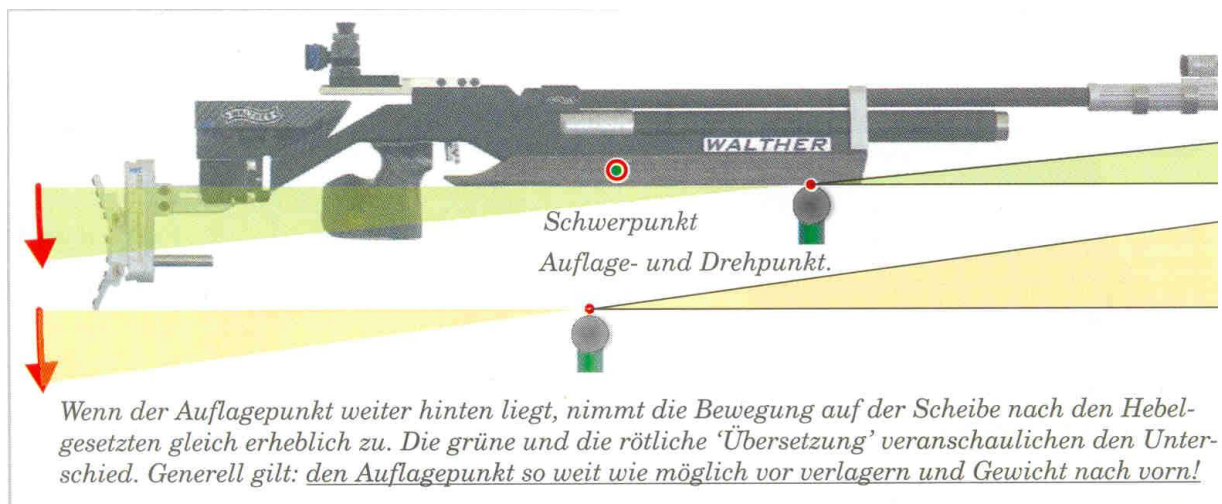 WALTHER
WALTHER
Schwerpunkt
Auflage- und Drehpunkt.
Wenn der Auflagepunkt weiter hinten liegt, nimmt die Bewegung auf der Scheibe nach den Hebel-
gesetzten gleich erheblich zu. Die grüne und die rötliche ‘Übersetzung’ veranschaulichen den Unter-
schied. Generell gilt: den Auflagepunkt so weit wie möglich vor verlagern und Gewicht nach vorn!